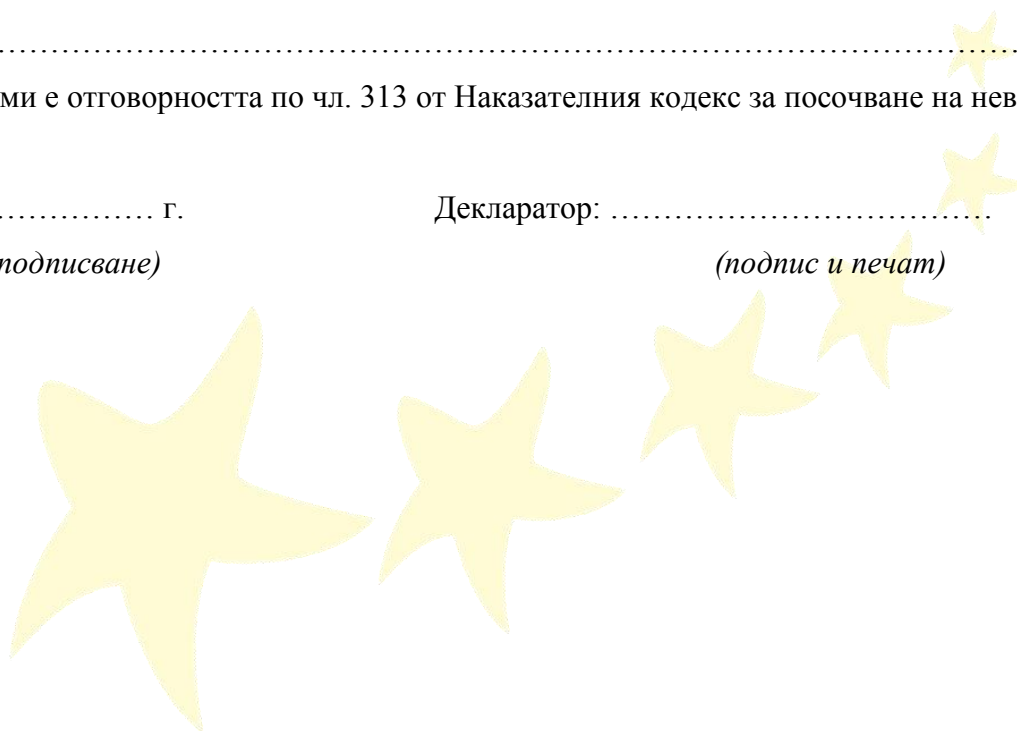 ……………………………………………………………………………………
ми е отговорността по чл. 313 от Наказателния кодекс за посочване на нев
…………… г. Декларатор: ………………………………
подписване) (подпис и печат)